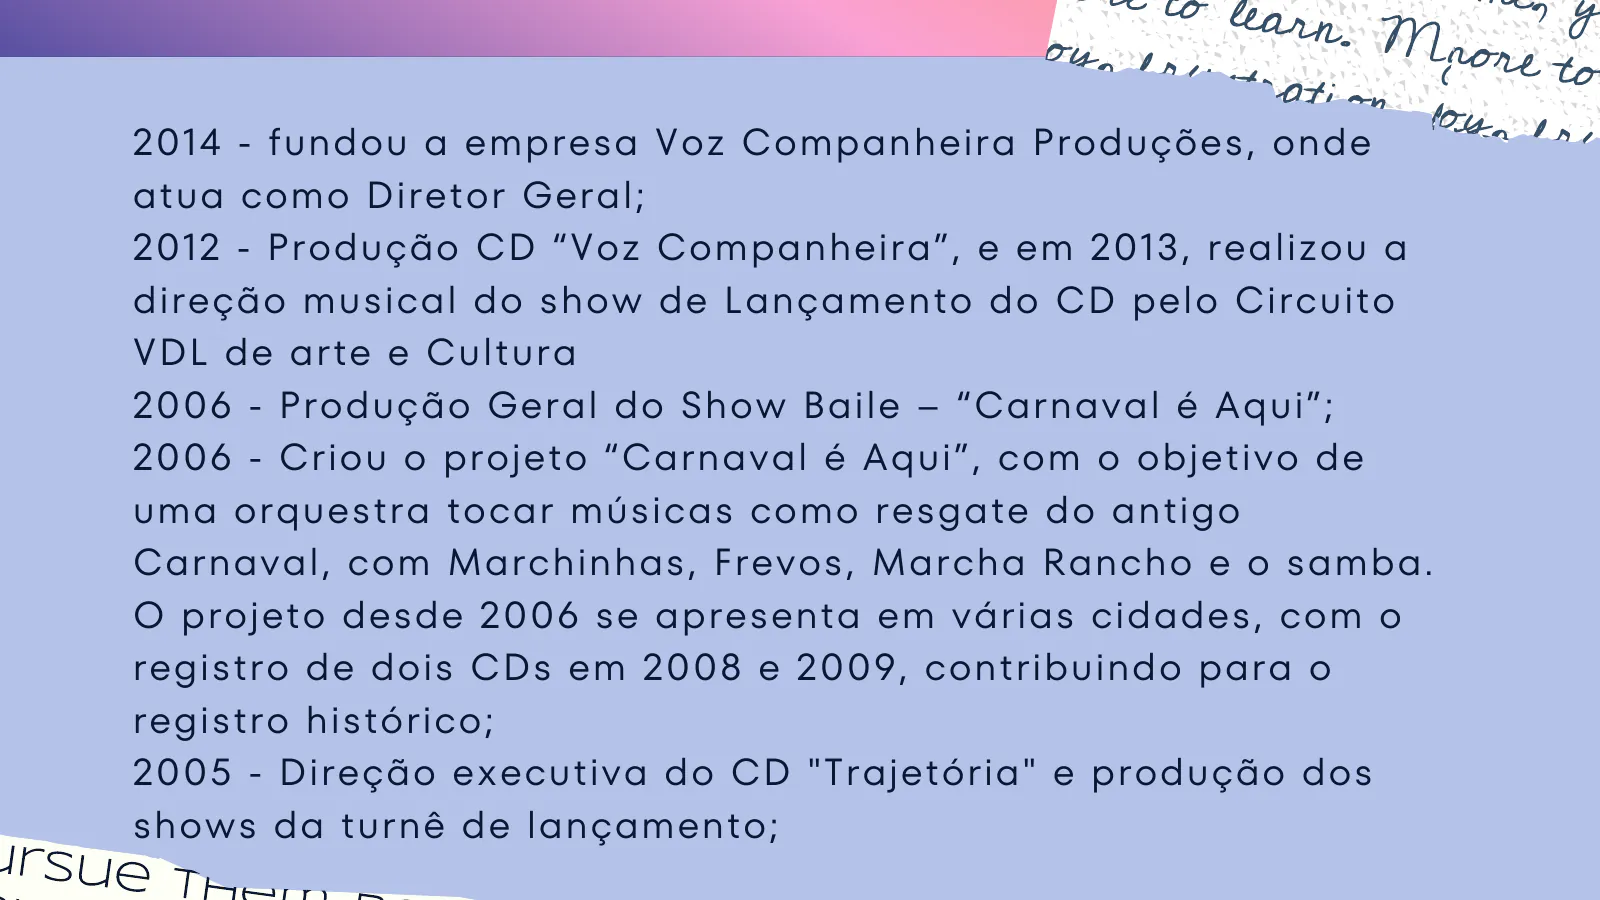 to learn. More to
2014 - fundou a empresa Voz Companheira Produções, onde
atua como Diretor Geral;
2012 - Produção CD “Voz Companheira”, e em 2013, realizou a
direção musical do show de Lançamento do CD pelo Circuito
VDL de arte e Cultura
2006 - Produção Geral do Show Baile – “Carnaval é Aqui”;
2006 - Criou o projeto “Carnaval é Aqui”, com o objetivo de
uma orquestra tocar músicas como resgate do antigo
Carnaval, com Marchinhas, Frevos, Marcha Rancho e o samba.
O projeto desde 2006 se apresenta em várias cidades, com o
registro de dois CDs em 2008 e 2009, contribuindo para o
registro histórico;
2005 - Direção executiva do CD "Trajetória" e produção dos
shows da turnê de lançamento;
ursue THem